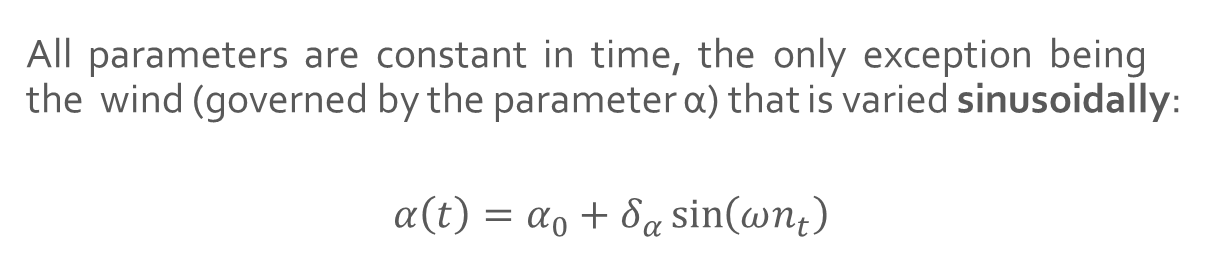 All parameters are constant in time, the only exception being
the wind (governed by the parameter α) that is varied sinusoidally:
α(t) = α₀ + δ_α sin(ωn_t)